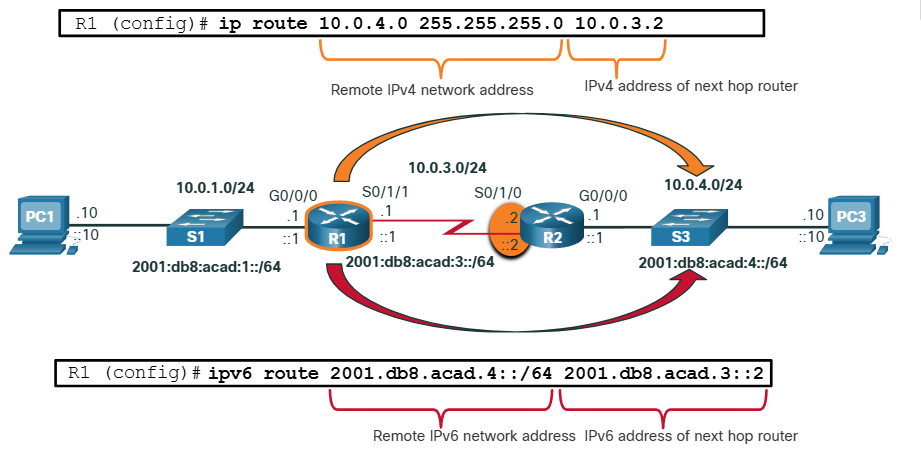 R1 (config)# ip route 10.0.4.0 255.255.255.0 10.0.3.2
Remote IPv4 network address
IPv4 address of next hop router
10.0.3.0/24
10.0.1.0/24
10.0.4.0/24
G0/0/0
S0/1/1
S0/1/0
G0/0/0
PC1
.10
::10
S1
.1
::1
R1
.1
::1
.2
::2
R2
.1
::1
S3
.10
::10
PC3
2001:db8:acad:1::/64
2001:db8:acad:3::/64
2001:db8:acad:4::/64
R1 (config)# ipv6 route 2001.db8.acad.4::/64 2001.db8.acad.3::2
Remote IPv6 network address
IPv6 address of next hop router